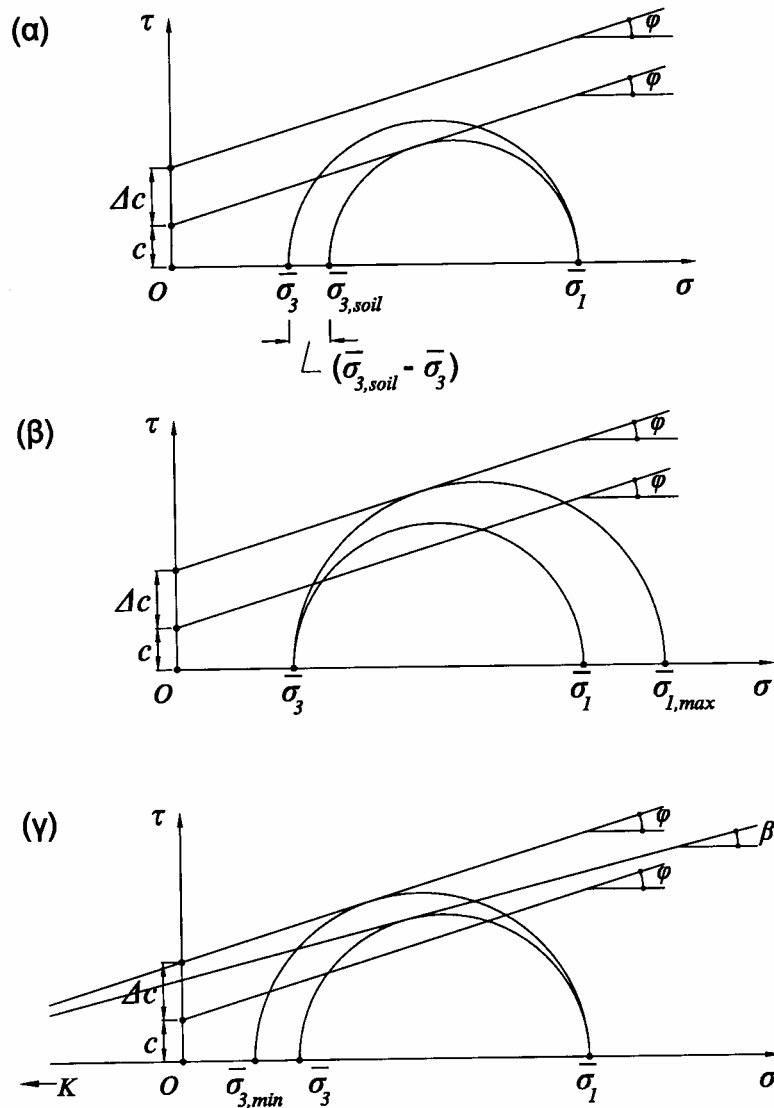 (α)
τ
φ
φ
Δc
c
O
σ̅₃
σ̅₃,soil
σ̅₁
σ
(σ̅₃,soil - σ̅₃)
(β)
τ
φ
φ
Δc
c
O
σ̅₃
σ̅₁
σ̅₁,max
σ
(γ)
τ
φ
β
φ
Δc
c
K
O
σ̅₃,min
σ̅₃
σ̅₁
σ